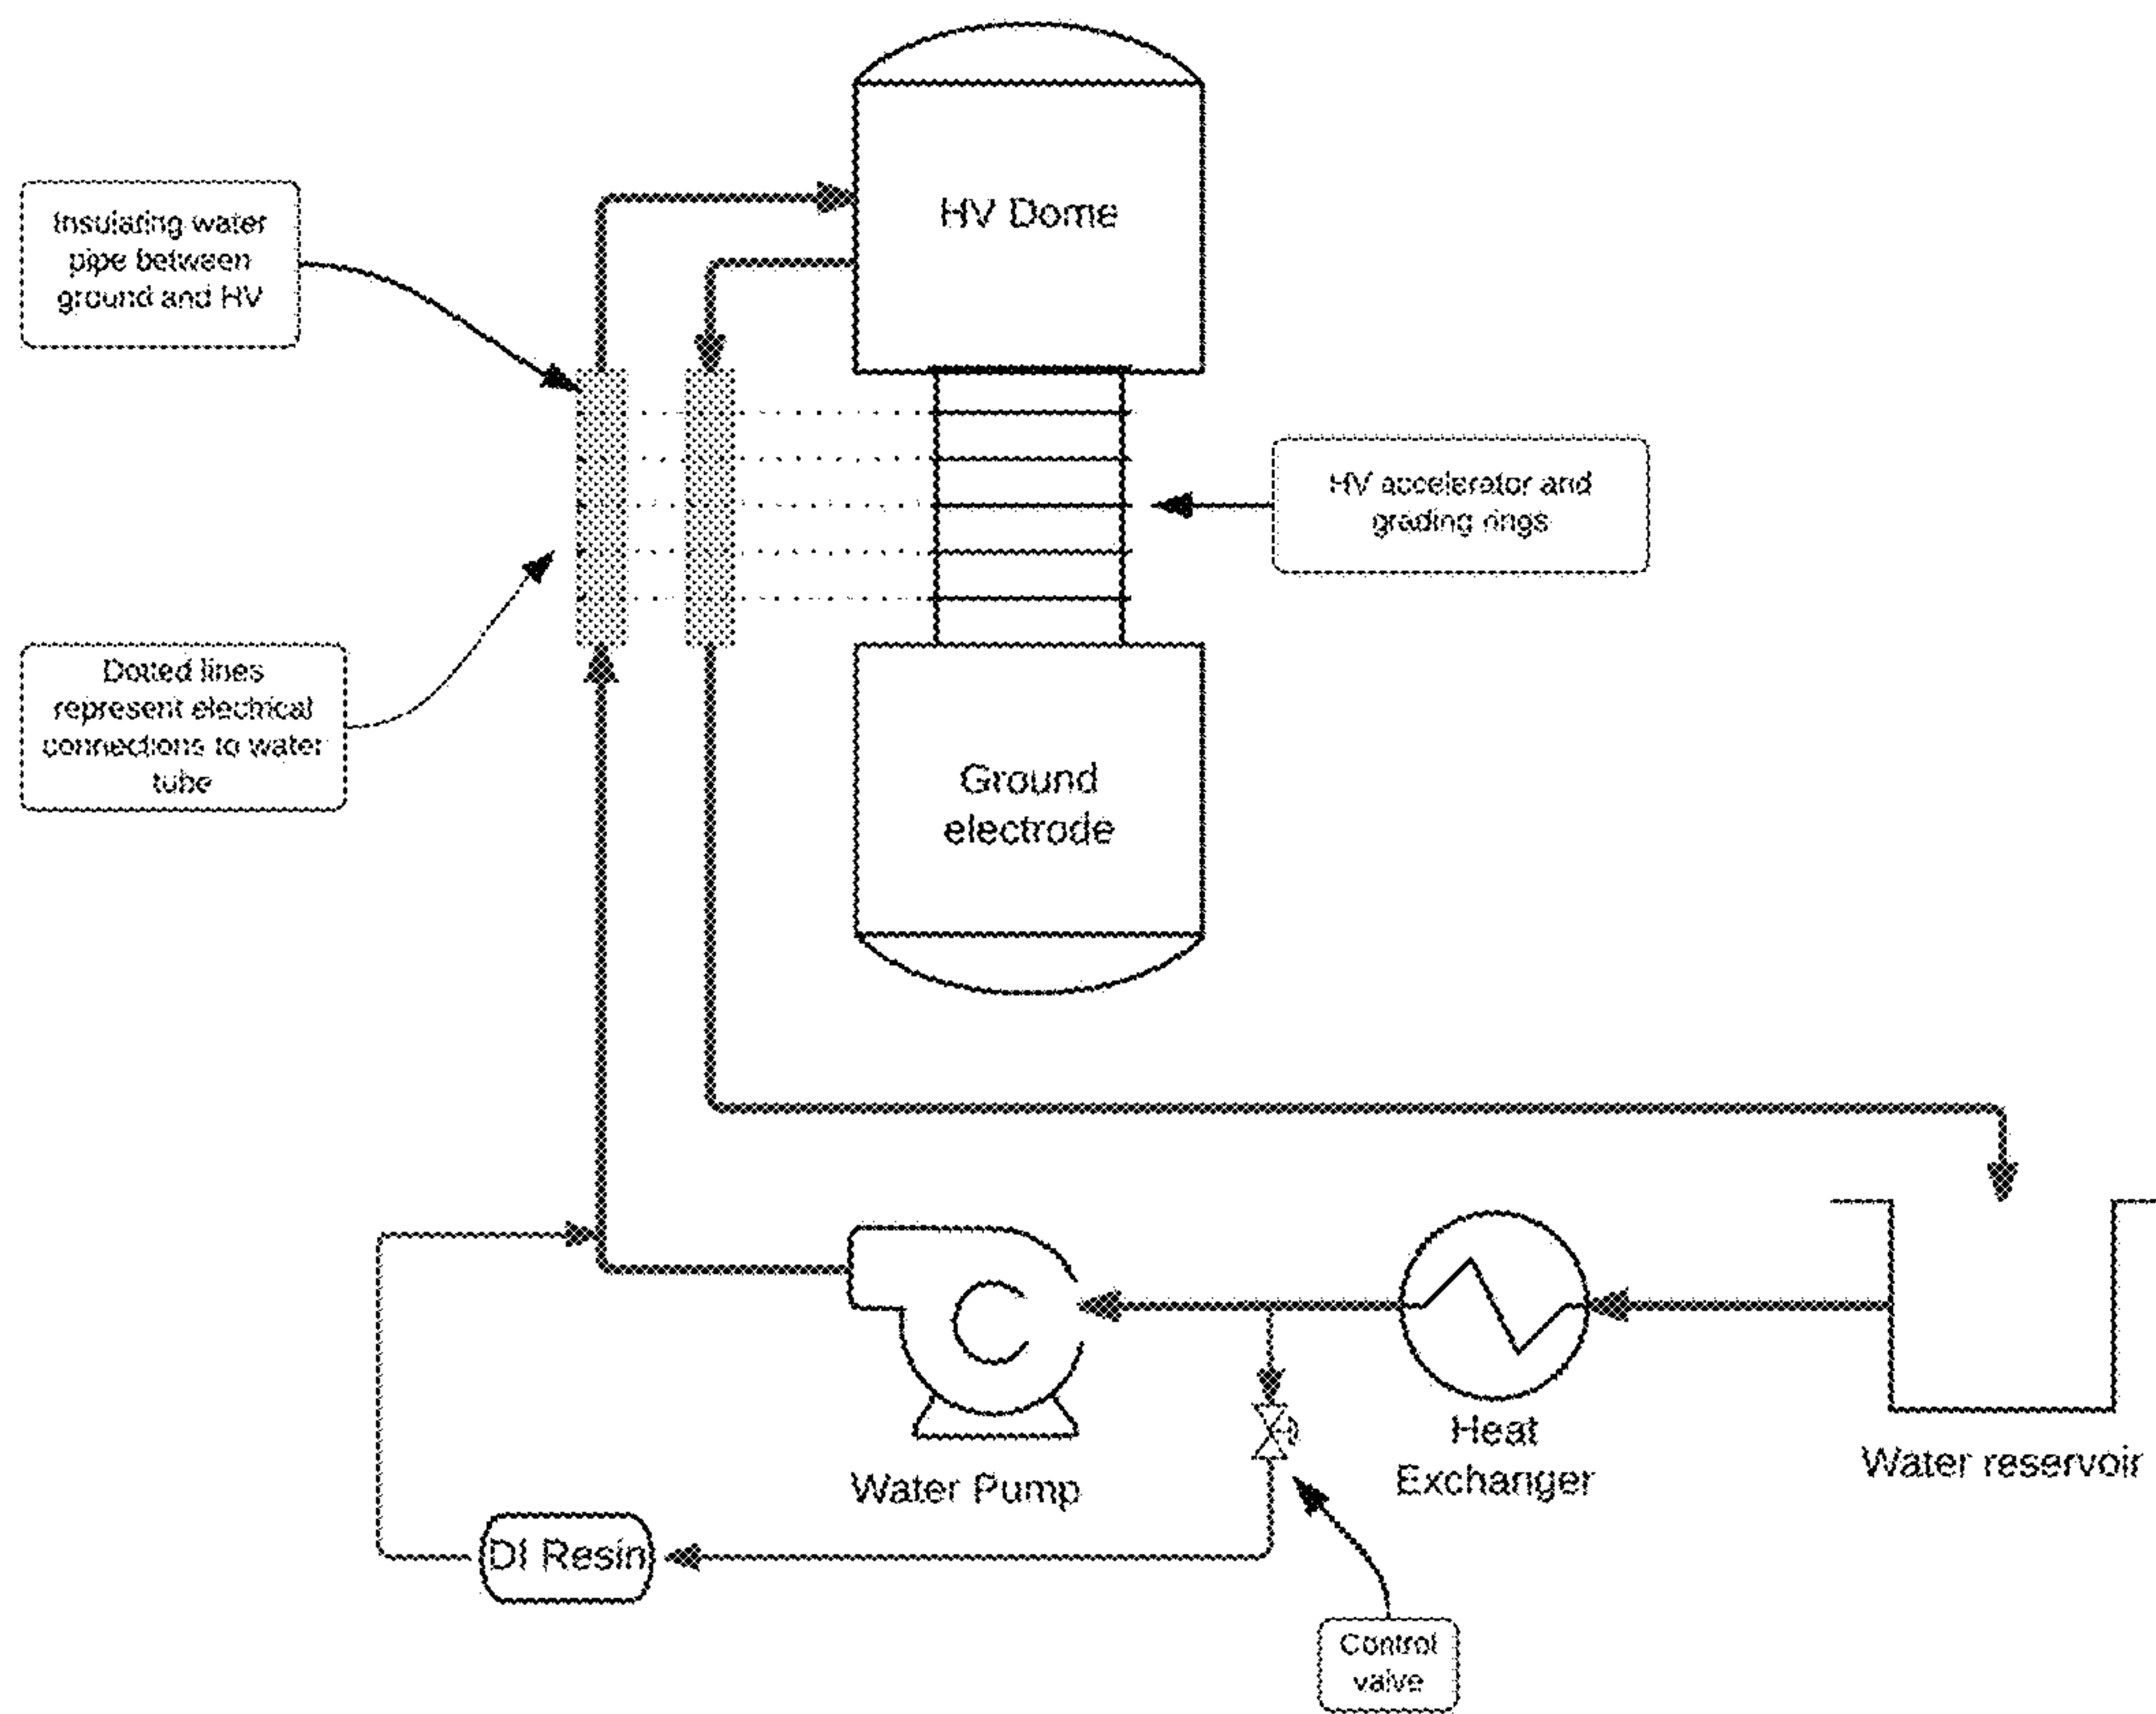 HV Dome
Insulating water
pipe between
ground and HV
HV accelerator and
grading rings
Dotted lines
represent electrical
connections to water
tube
Ground
electrode
Heat
Exchanger
Water reservoir
Water Pump
DI Resin
Control
valve